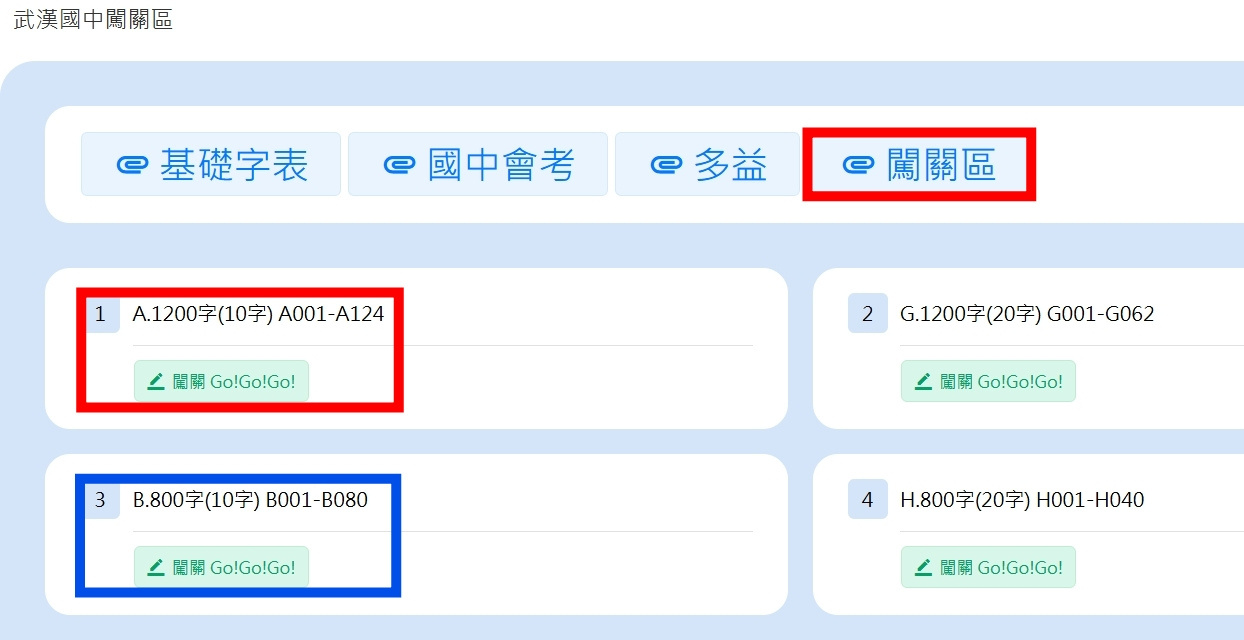 武漢國中闖關區
基礎字表 國中會考 多益 闖關區
1 A.1200字(10字) A001-A124
闖關 Go!Go!Go!
2 G.1200字(20字) G001-G062
闖關 Go!Go!Go!
3 B.800字(10字) B001-B080
闖關 Go!Go!Go!
4 H.800字(20字) H001-H040
闖關 Go!Go!Go!